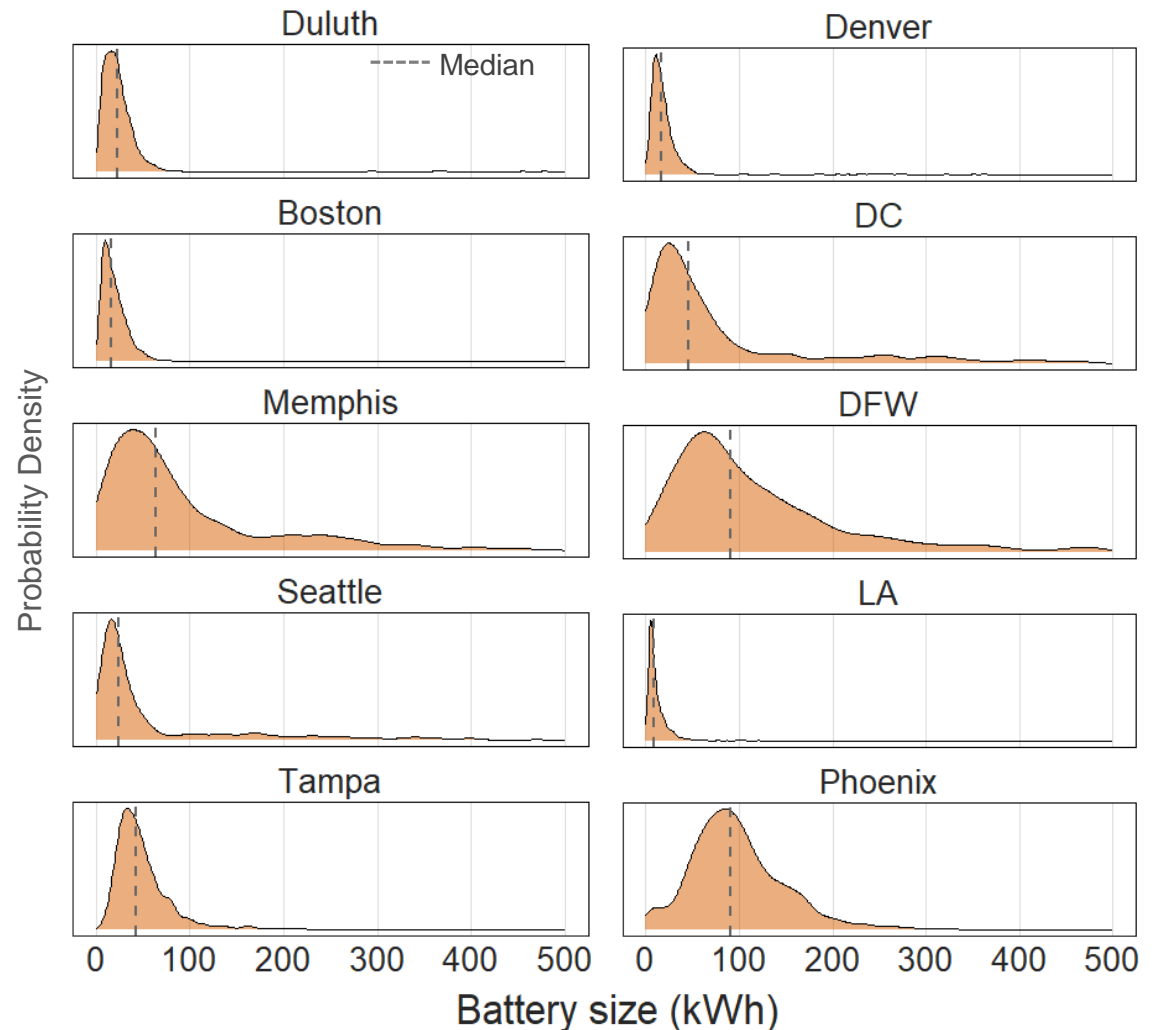 Duluth
Median
Denver
Boston
DC
Memphis
DFW
Seattle
LA
Tampa
Phoenix
Probability Density
0 100 200 300 400 500
0 100 200 300 400 500
Battery size (kWh)